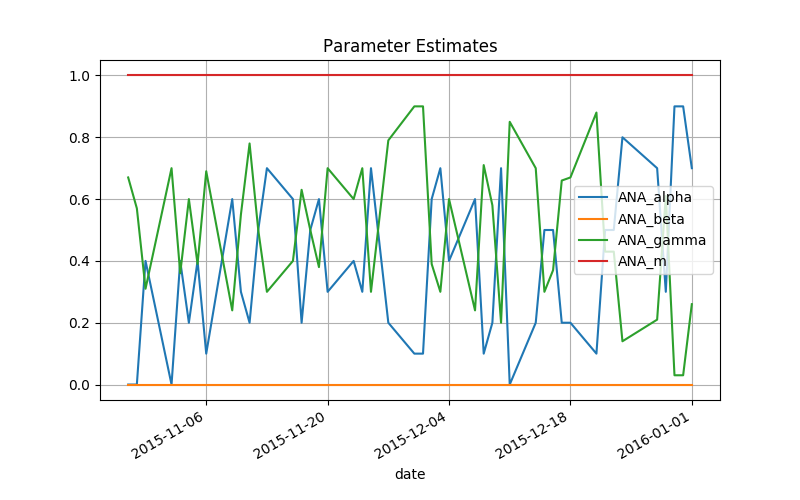 Parameter Estimates
1.0
0.8
0.6
0.4
0.2
0.0
ANA_alpha
ANA_beta
ANA_gamma
ANA_m
2015-11-06
2015-11-20
2015-12-04
2015-12-18
2016-01-01
date